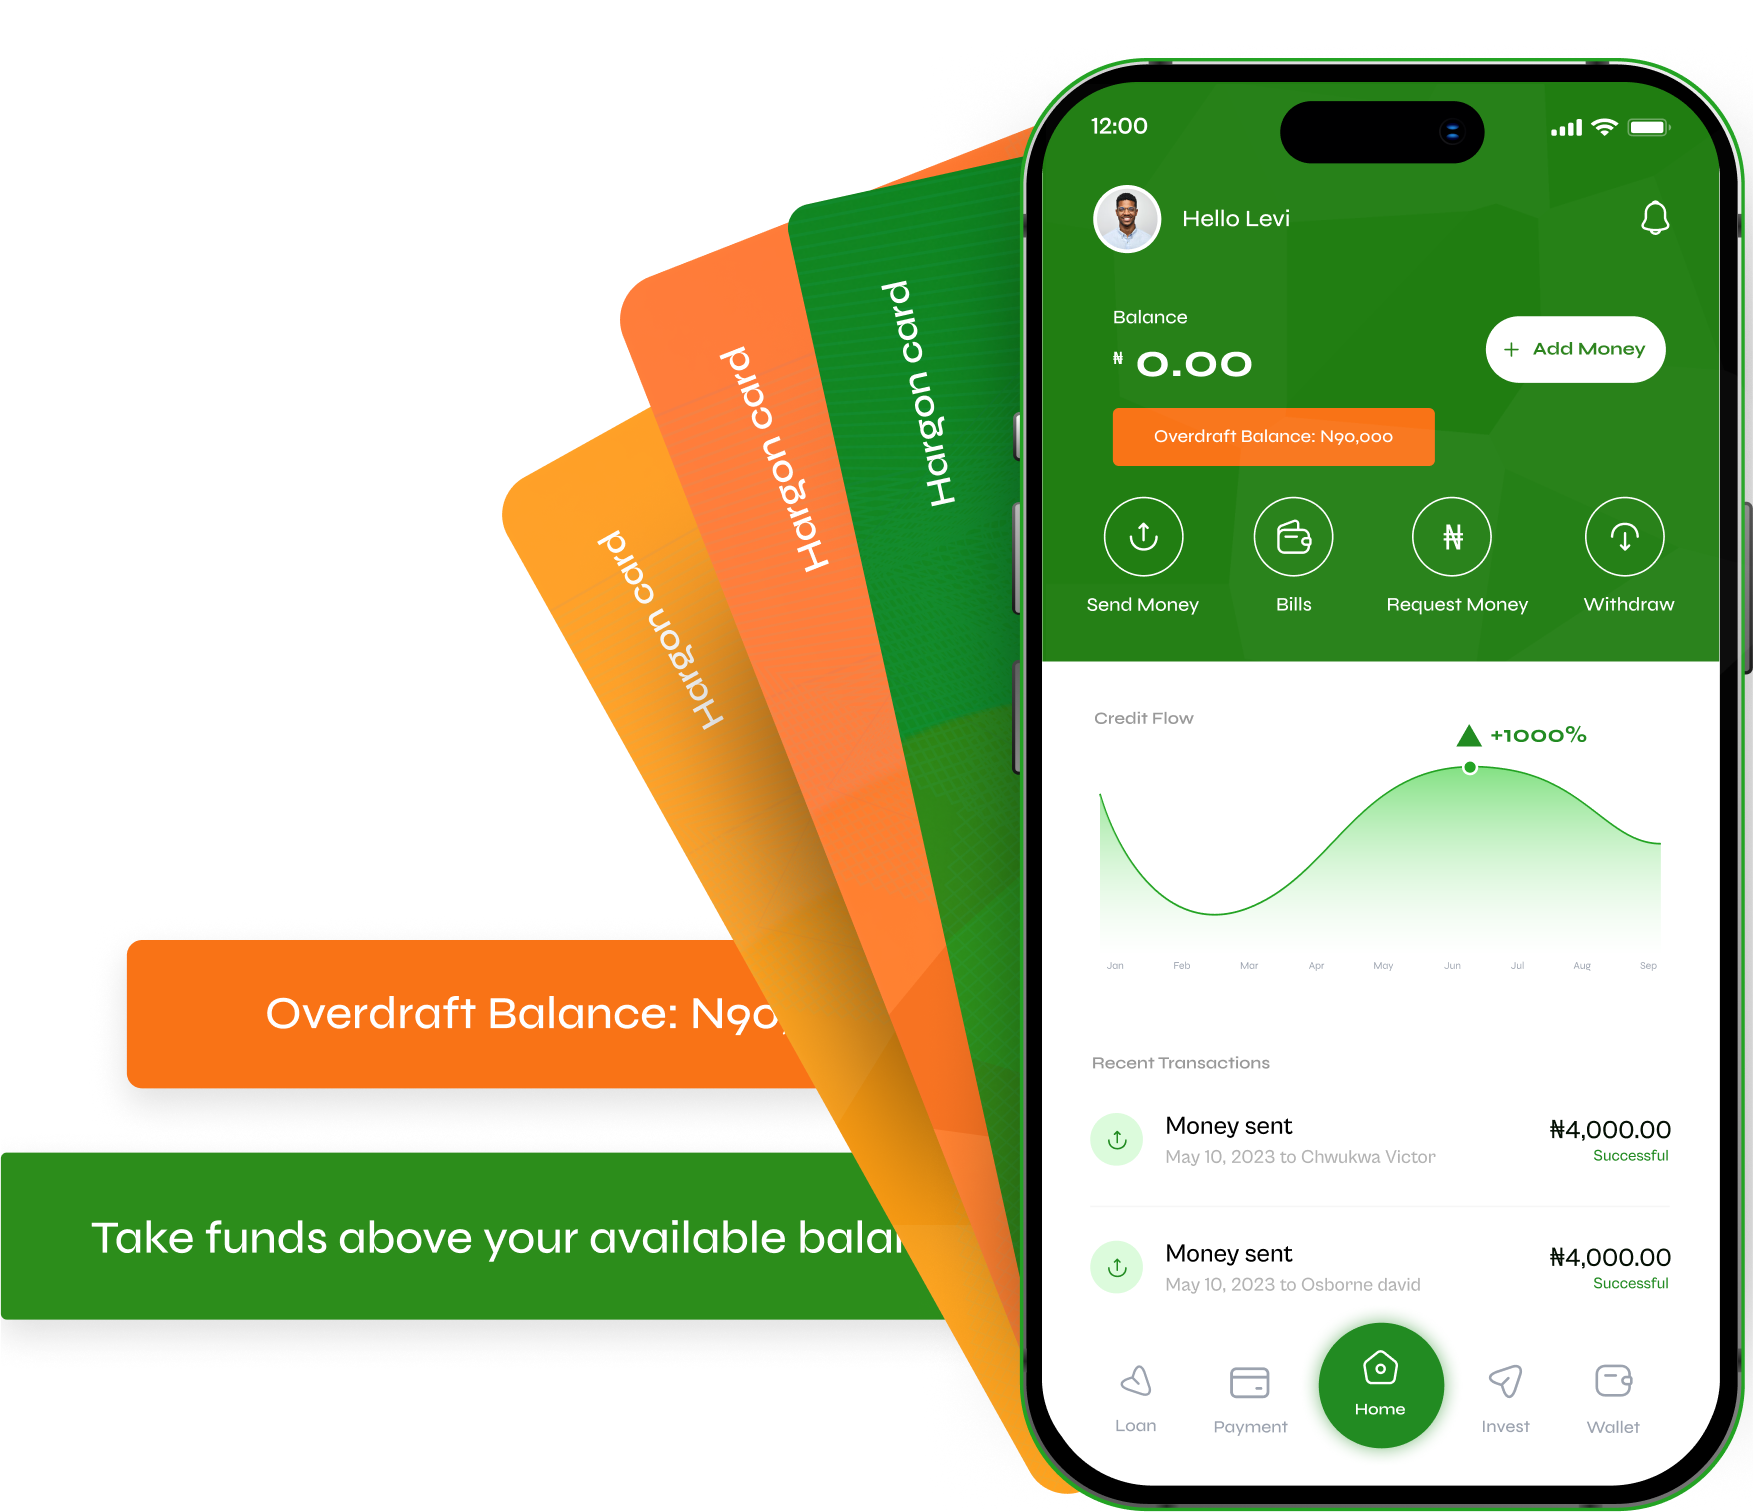 12:00
Hello Levi
Balance
₦ 0.00
+ Add Money
Overdraft Balance: N90,000
Send Money
Bills
Request Money
Withdraw
Credit Flow
+1000%
Jan Feb Mar Apr May Jun Jul Aug Sep
Recent Transactions
Money sent
₦4,000.00
May 10, 2023 to Chwukwa Victor
Successful
Money sent
₦4,000.00
May 10, 2023 to Osborne david
Successful
Loan
Payment
Home
Invest
Wallet
Hargon card
Hargon card
Hargon card
Overdraft Balance: N90,
Take funds above your available